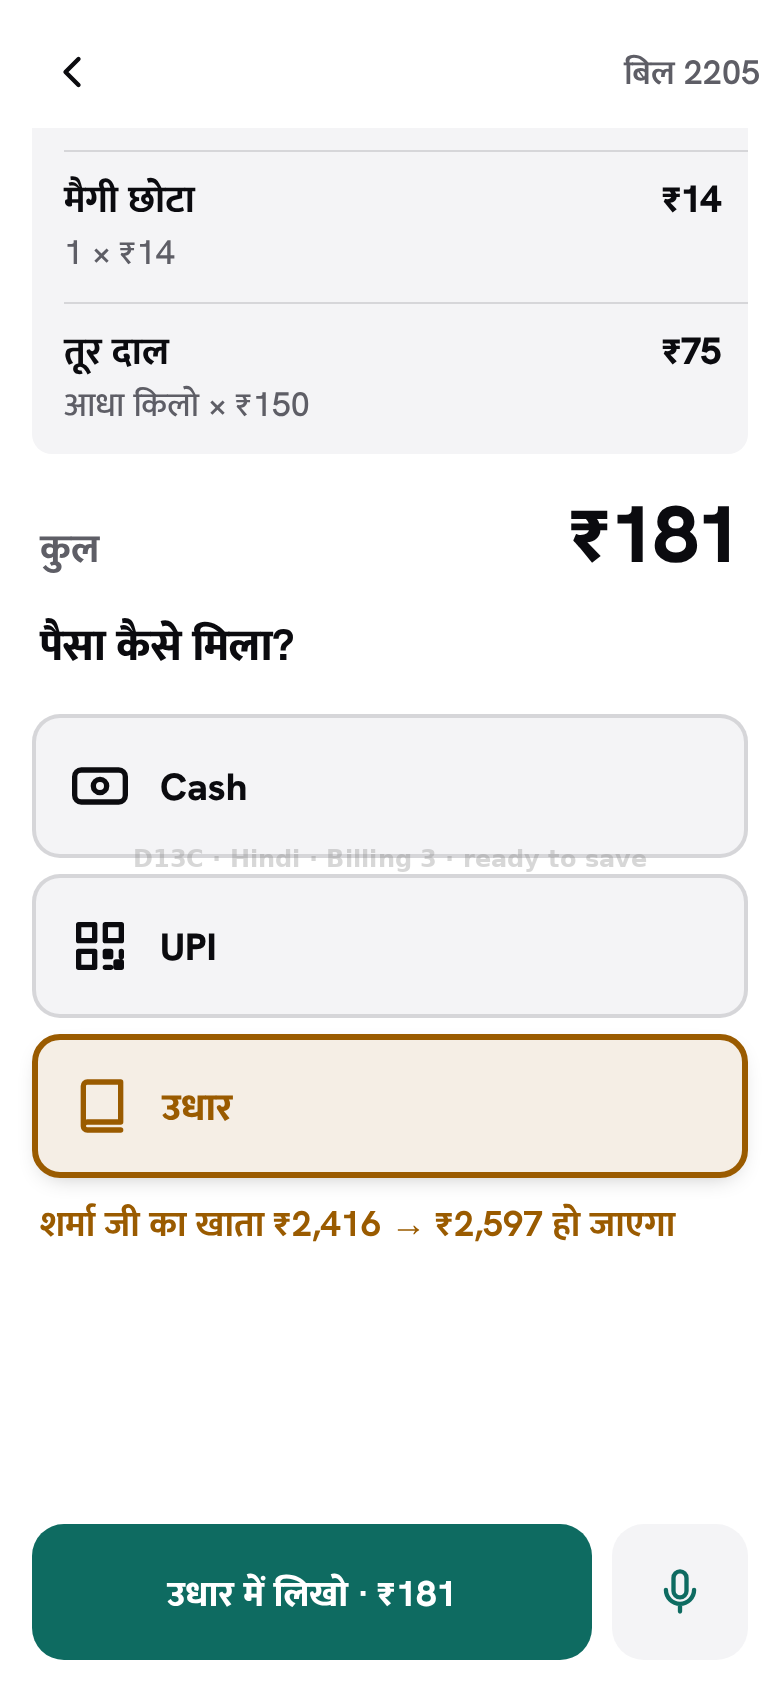 बिल 2205
मैगी छोटा ₹14
1 × ₹14
तूर दाल ₹75
आधा किलो × ₹150
कुल ₹181
पैसा कैसे मिला?
Cash
D13C · Hindi · Billing 3 · ready to save
UPI
उधार
शर्मा जी का खाता ₹2,416 → ₹2,597 हो जाएगा
उधार में लिखो · ₹181